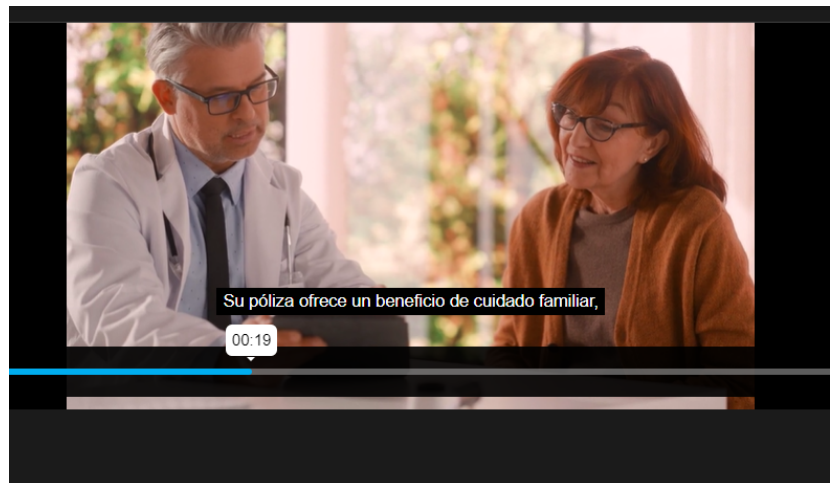 Su póliza ofrece un beneficio de cuidado familiar,
00:19